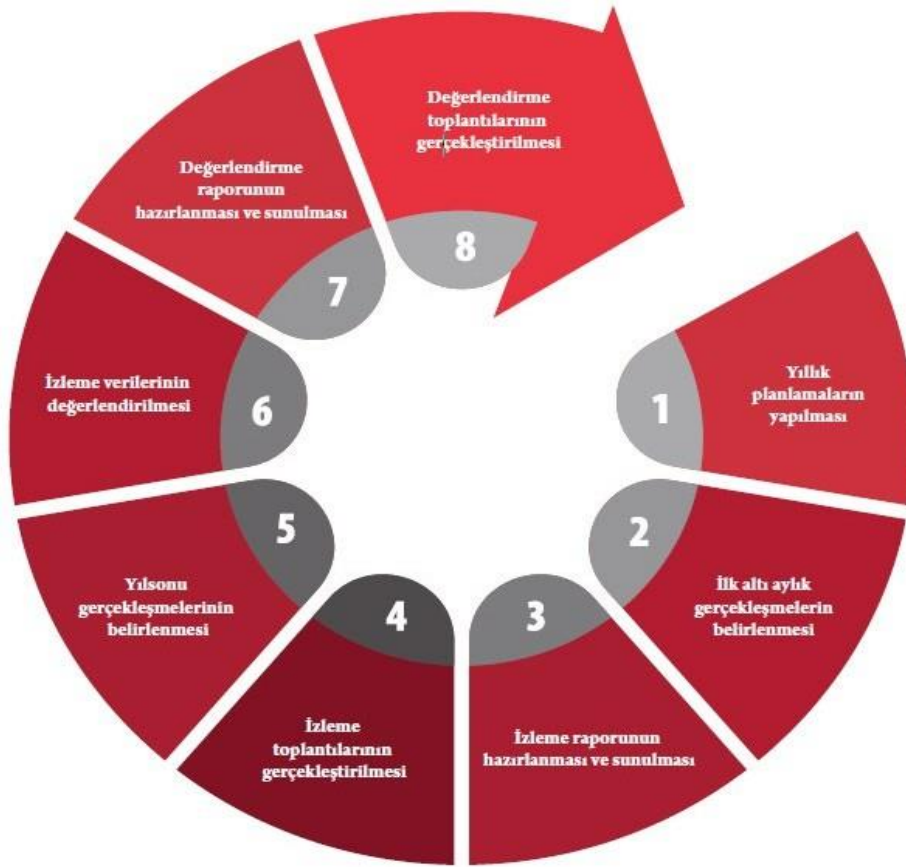 1
Yıllık
planlamaların
yapılması
2
İlk altı aylık
gerçekleşmelerin
belirlenmesi
3
İzleme raporunun
hazırlanması ve sunulması
4
İzleme
toplantılarının
gerçekleştirilmesi
5
Yılsonu
gerçekleşmelerinin
belirlenmesi
6
İzleme verilerinin
değerlendirilmesi
7
Değerlendirme
raporunun
hazırlanması ve sunulması
8
Değerlendirme
toplantılarının
gerçekleştirilmesi